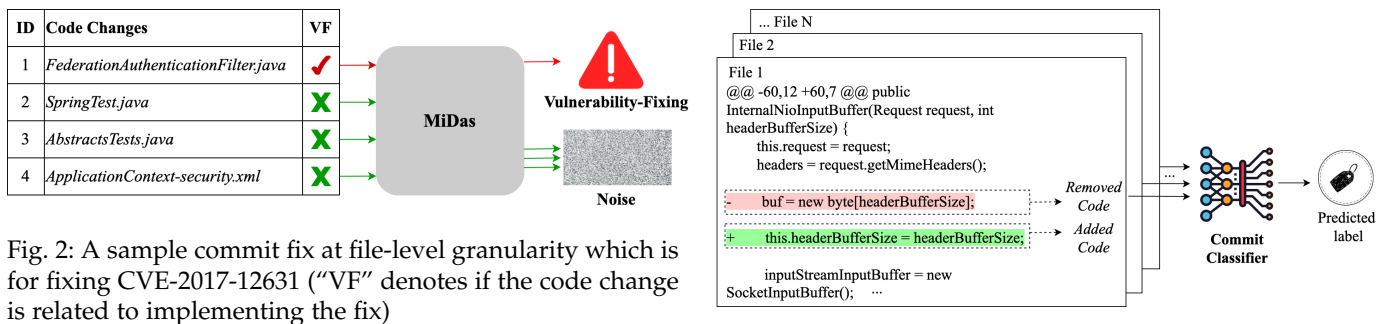 ID Code Changes VF
1 FederationAuthenticationFilter.java
2 SpringTest.java
3 AbstractsTests.java
4 ApplicationContext-security.xml
MiDas
Vulnerability-Fixing
Noise
Fig. 2: A sample commit fix at file-level granularity which is
for fixing CVE-2017-12631 (“VF” denotes if the code change
is related to implementing the fix)
... File N
File 2
File 1
@@ -60,12 +60,7 @@ public
InternalNioInputBuffer(Request request, int
headerBufferSize) {
this.request = request;
headers = request.getMimeHeaders();
- buf = new byte[headerBufferSize];
+ this.headerBufferSize = headerBufferSize;
inputStreamInputBuffer = new
SocketInputBuffer(); ...
Removed
Code
Added
Code
...
Commit
Classifier
Predicted
label